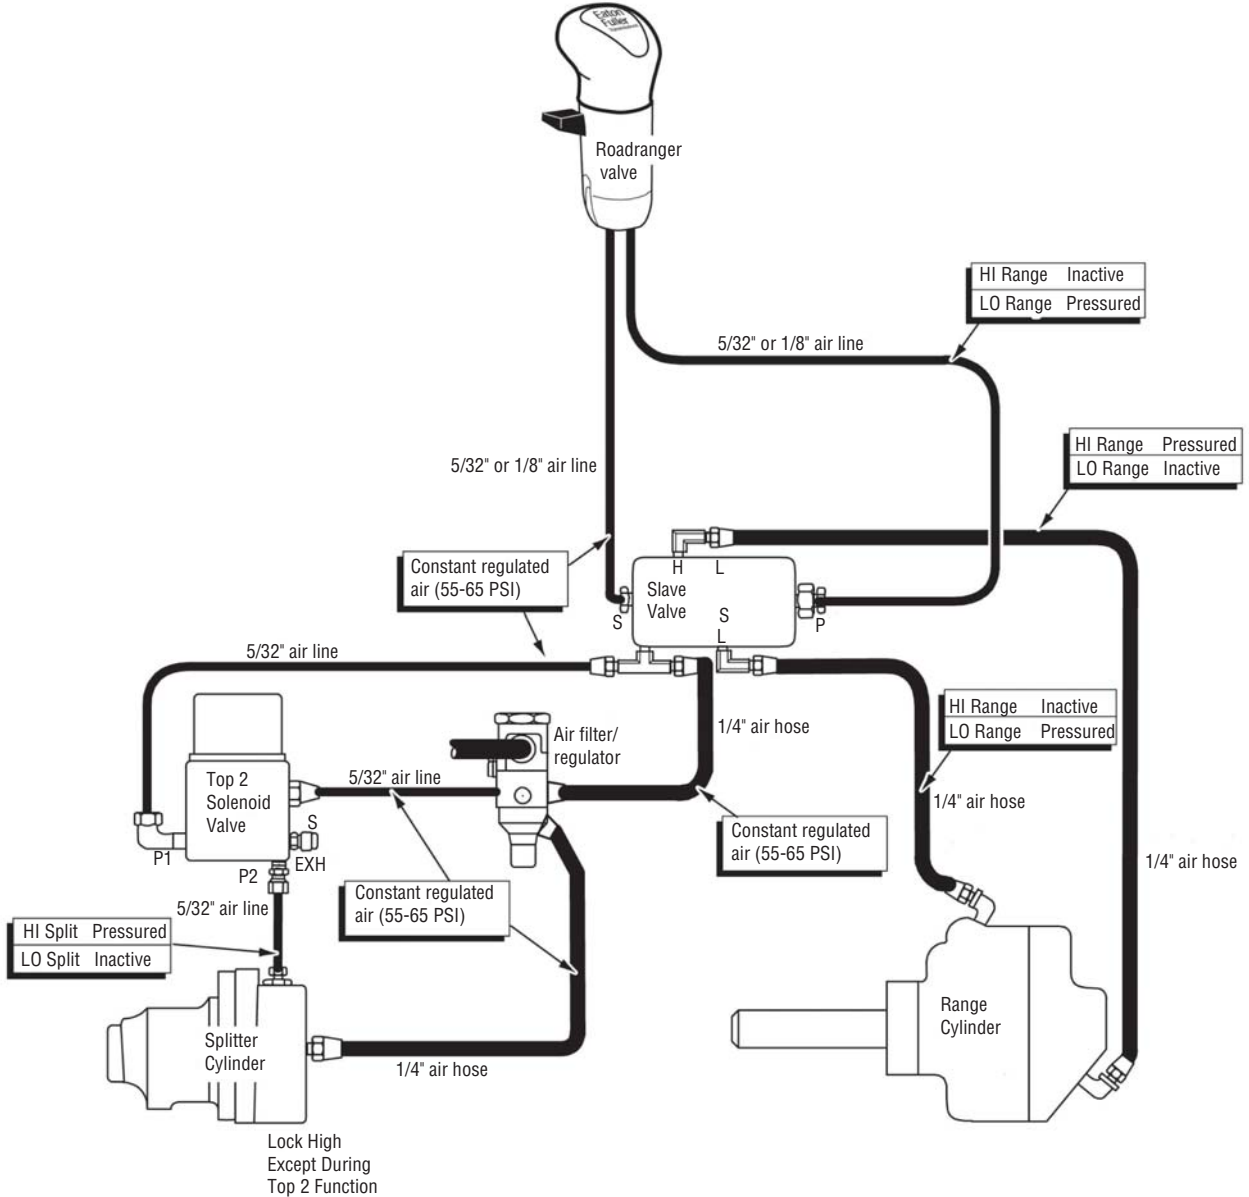 Eaton
Fuller
Roadranger
valve
HI Range Inactive
LO Range Pressured
5/32" or 1/8" air line
HI Range Pressured
LO Range Inactive
5/32" or 1/8" air line
Constant regulated
air (55-65 PSI)
H L
Slave
Valve
S
S
P
L
5/32" air line
HI Range Inactive
LO Range Pressured
1/4" air hose
Air filter/
regulator
5/32" air line
Top 2
Solenoid
Valve
1/4" air hose
S
Constant regulated
air (55-65 PSI)
P1
EXH
P2
1/4" air hose
Constant regulated
air (55-65 PSI)
5/32" air line
HI Split Pressured
LO Split Inactive
Range
Cylinder
Splitter
Cylinder
1/4" air hose
Lock High
Except During
Top 2 Function